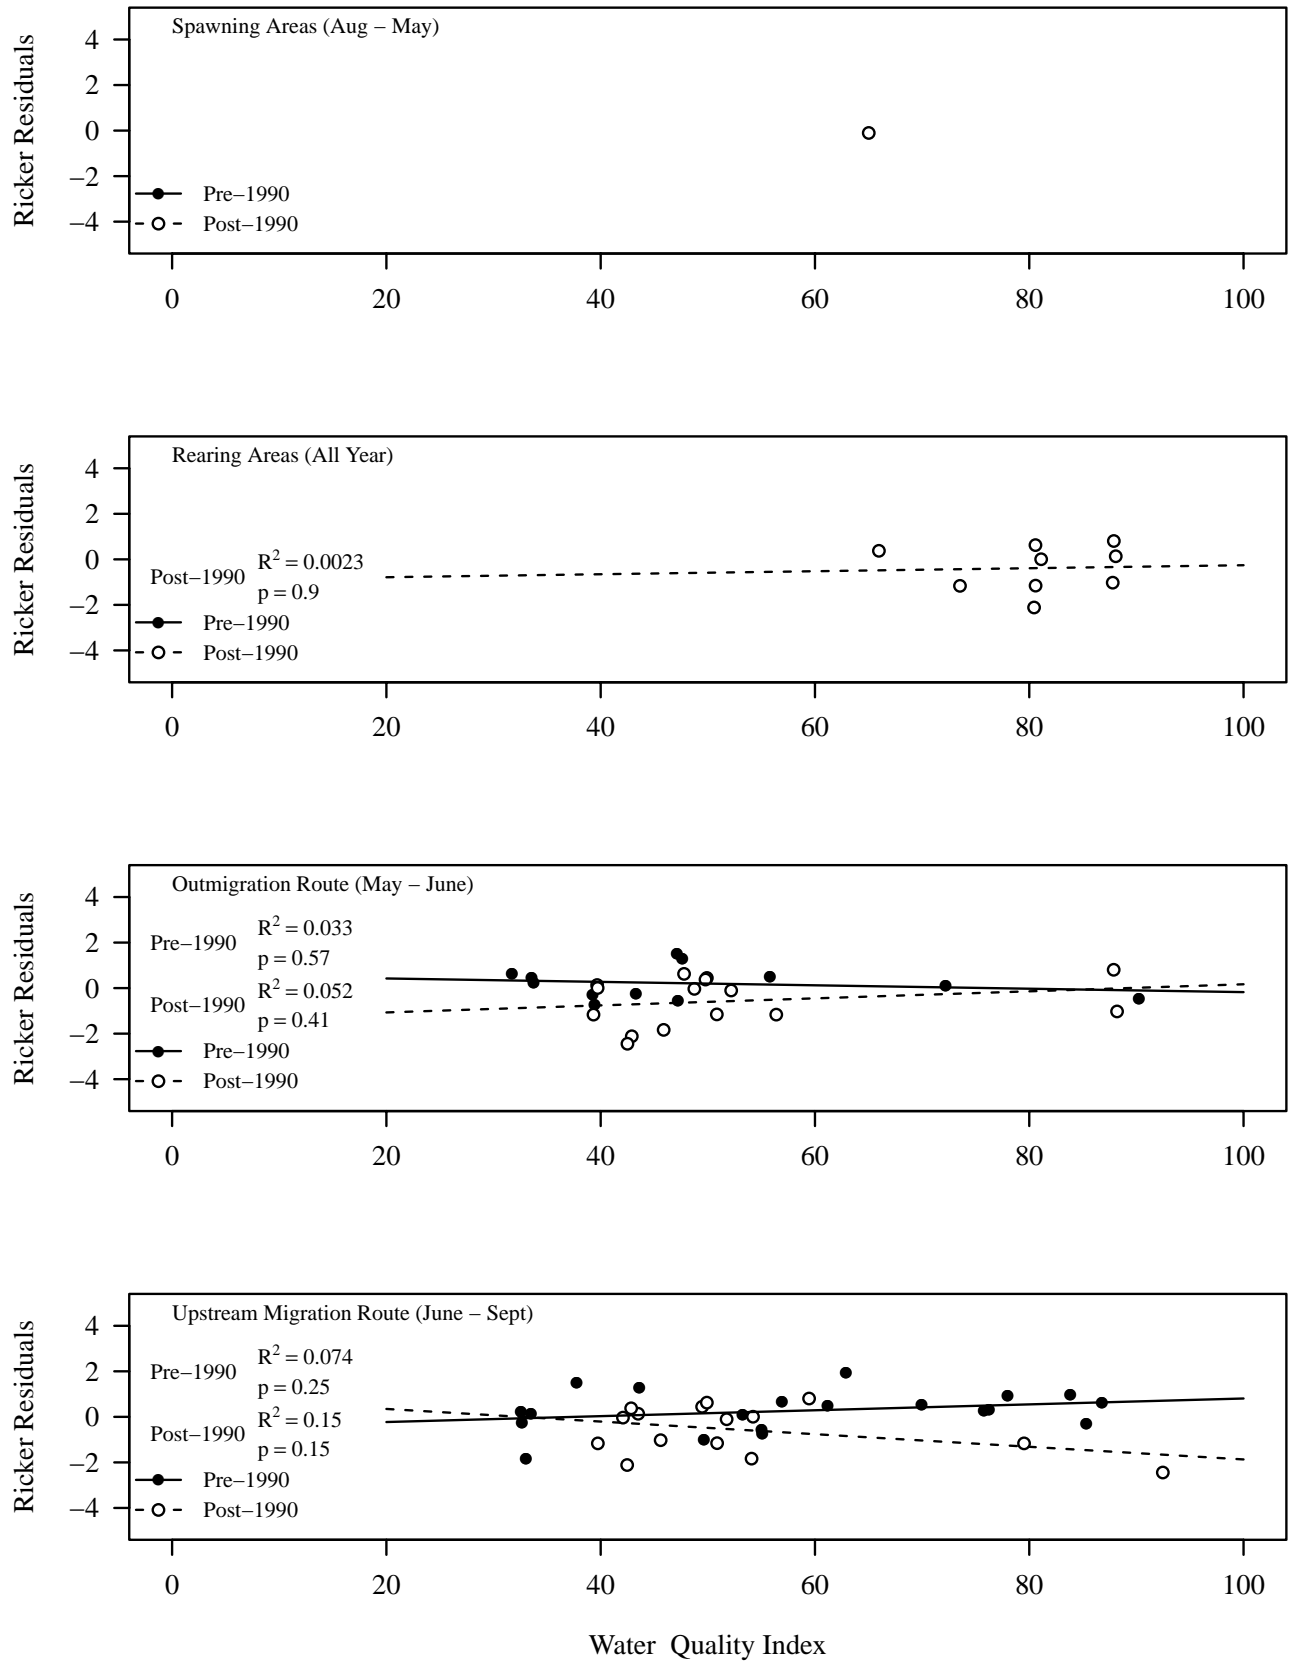 Spawning Areas (Aug – May)
Ricker Residuals
4
2
0
–2
–4
Pre–1990
Post–1990
0 20 40 60 80 100
Rearing Areas (All Year)
Ricker Residuals
4
2
0
–2
–4
Post–1990
R² = 0.0023
p = 0.9
Pre–1990
Post–1990
0 20 40 60 80 100
Outmigration Route (May – June)
Ricker Residuals
4
2
0
–2
–4
Pre–1990
R² = 0.033
p = 0.57
Post–1990
R² = 0.052
p = 0.41
Pre–1990
Post–1990
0 20 40 60 80 100
Upstream Migration Route (June – Sept)
Ricker Residuals
4
2
0
–2
–4
Pre–1990
R² = 0.074
p = 0.25
Post–1990
R² = 0.15
p = 0.15
Pre–1990
Post–1990
0 20 40 60 80 100
Water Quality Index